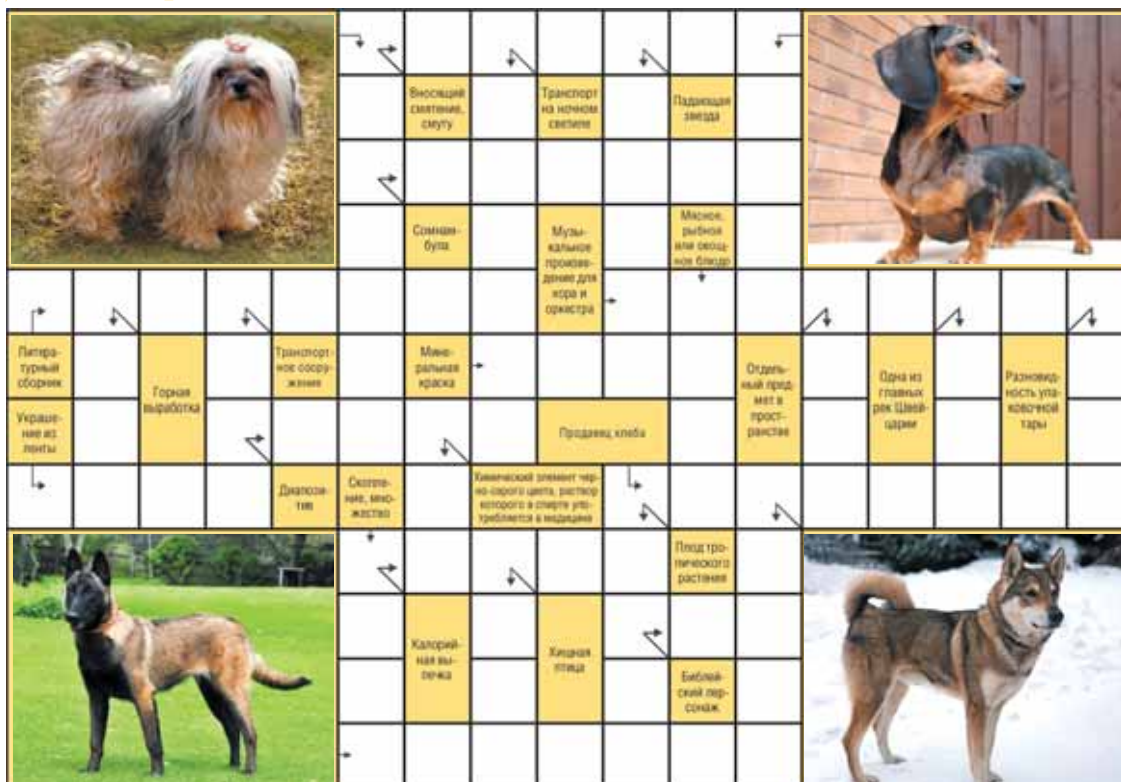 Вносящий
смятение,
смуту
Транспорт
на ночном
светиле
Падающая
звезда
Сомнам-
була
Музы-
кальное
произве-
дение для
хора и
оркестра
Мясное,
рыбное
или овощ-
ное блюдо
Литера-
турный
сборник
Горная
выработка
Транспорт-
ное соору-
жение
Мине-
ральная
краска
Отдель-
ный пред-
мет в
прост-
ранстве
Одна из
главных
рек Швей-
царии
Разновид-
ность упа-
ковочной
тары
Украше-
ние из
ленты
Продавец хлеба
Диапози-
тив
Скопле-
ние, мно-
жество
Химический элемент чер-
но-серого цвета, раствор
которого в спирте упо-
требляется в медицине
Плод тро-
пического
растения
Калорий-
ная вы-
печка
Хищная
птица
Библей-
ский пер-
сонаж